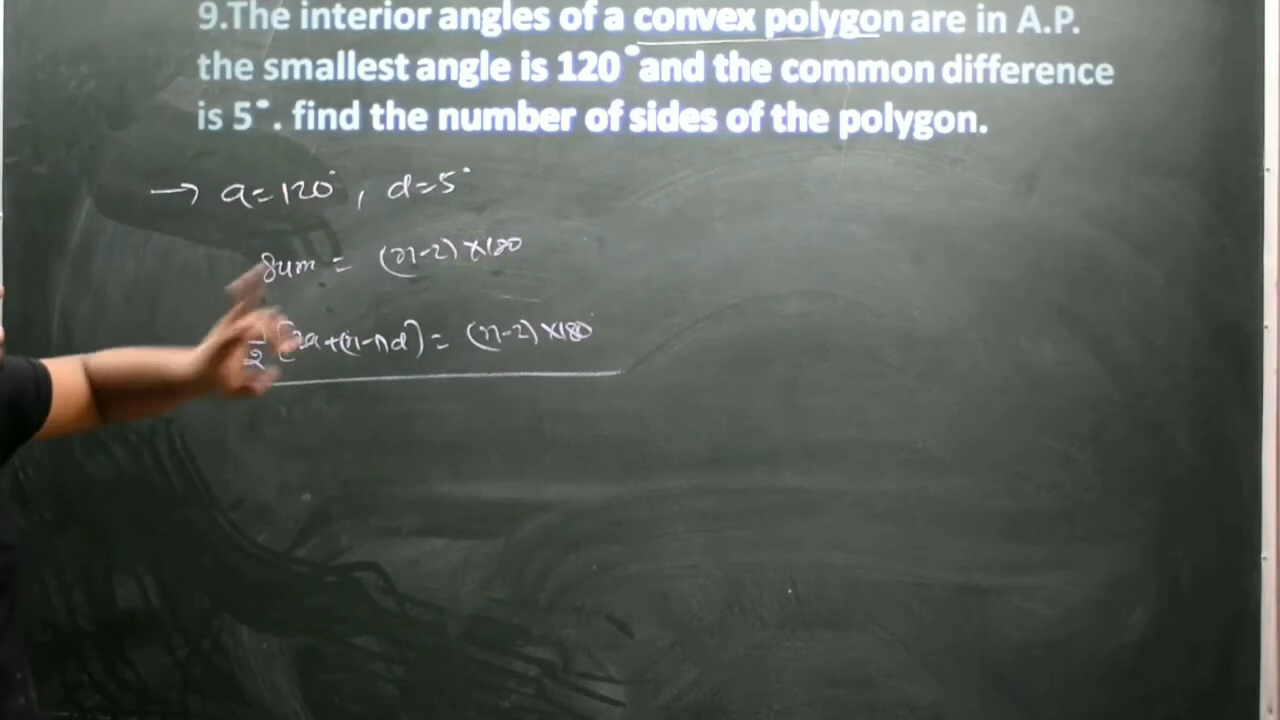 9.The interior angles of a convex polygon are in A.P.
the smallest angle is 120° and the common difference
is 5°. find the number of sides of the polygon.
→ a=120°, d=5°
sum = (n-2)×180
2 [2a+(n-1)d] = (n-2)×180°